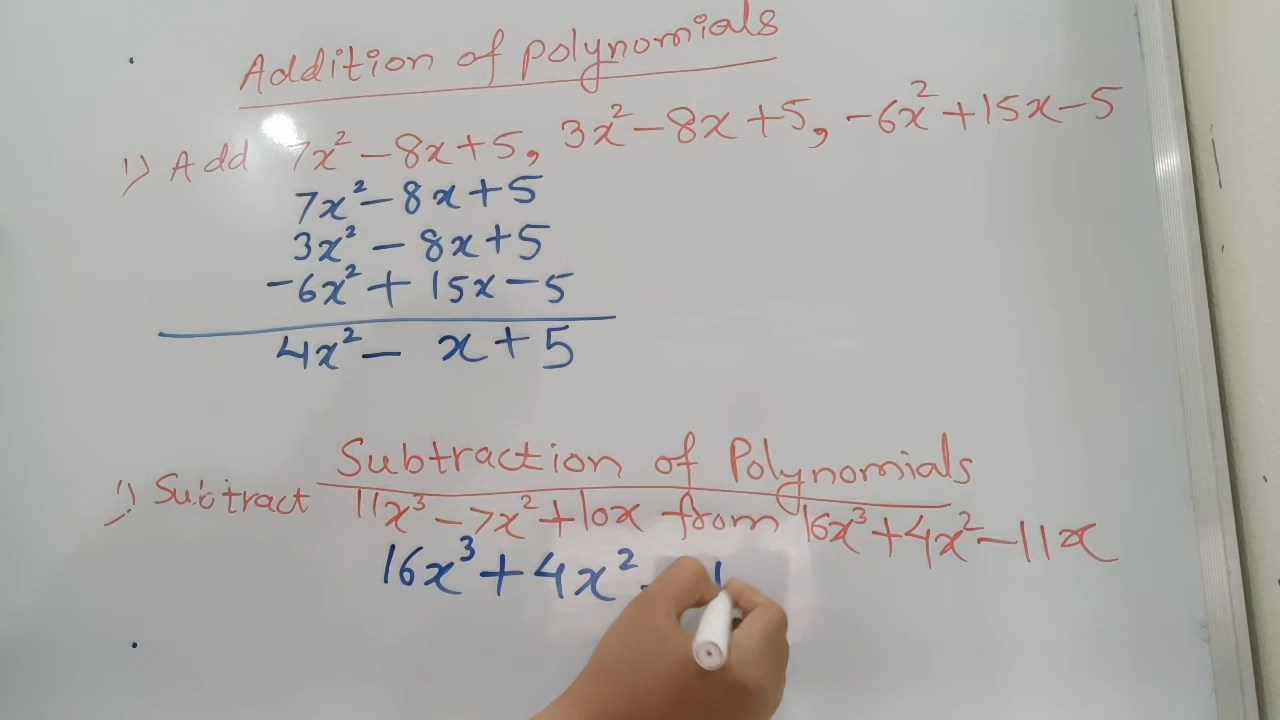 Addition of polynomials
1) Add 7x² - 8x + 5, 3x² - 8x + 5, -6x² + 15x - 5
7x² - 8x + 5
3x² - 8x + 5
-6x² + 15x - 5
4x² - x + 5
Subtraction of Polynomials
1) Subtract 11x³ - 7x² + 10x from 16x³ + 4x² - 11x
16x³ + 4x² - 1